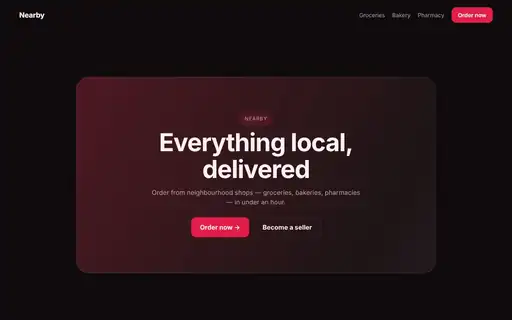 Nearby
Groceries Bakery Pharmacy Order now
NEARBY
Everything local,
delivered
Order from neighbourhood shops — groceries, bakeries, pharmacies
— in under an hour.
Order now → Become a seller